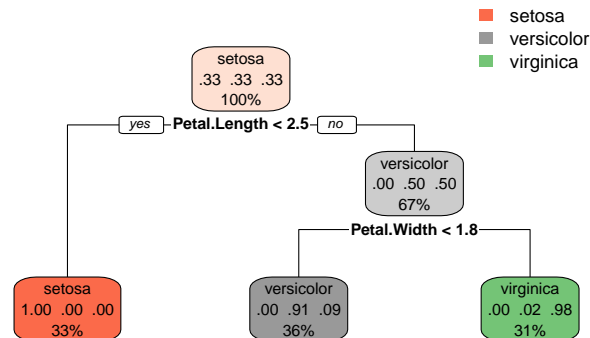 setosa
versicolor
virginica
setosa
.33 .33 .33
100%
yes Petal.Length < 2.5 no
versicolor
.00 .50 .50
67%
Petal.Width < 1.8
setosa
1.00 .00 .00
33%
versicolor
.00 .91 .09
36%
virginica
.00 .02 .98
31%